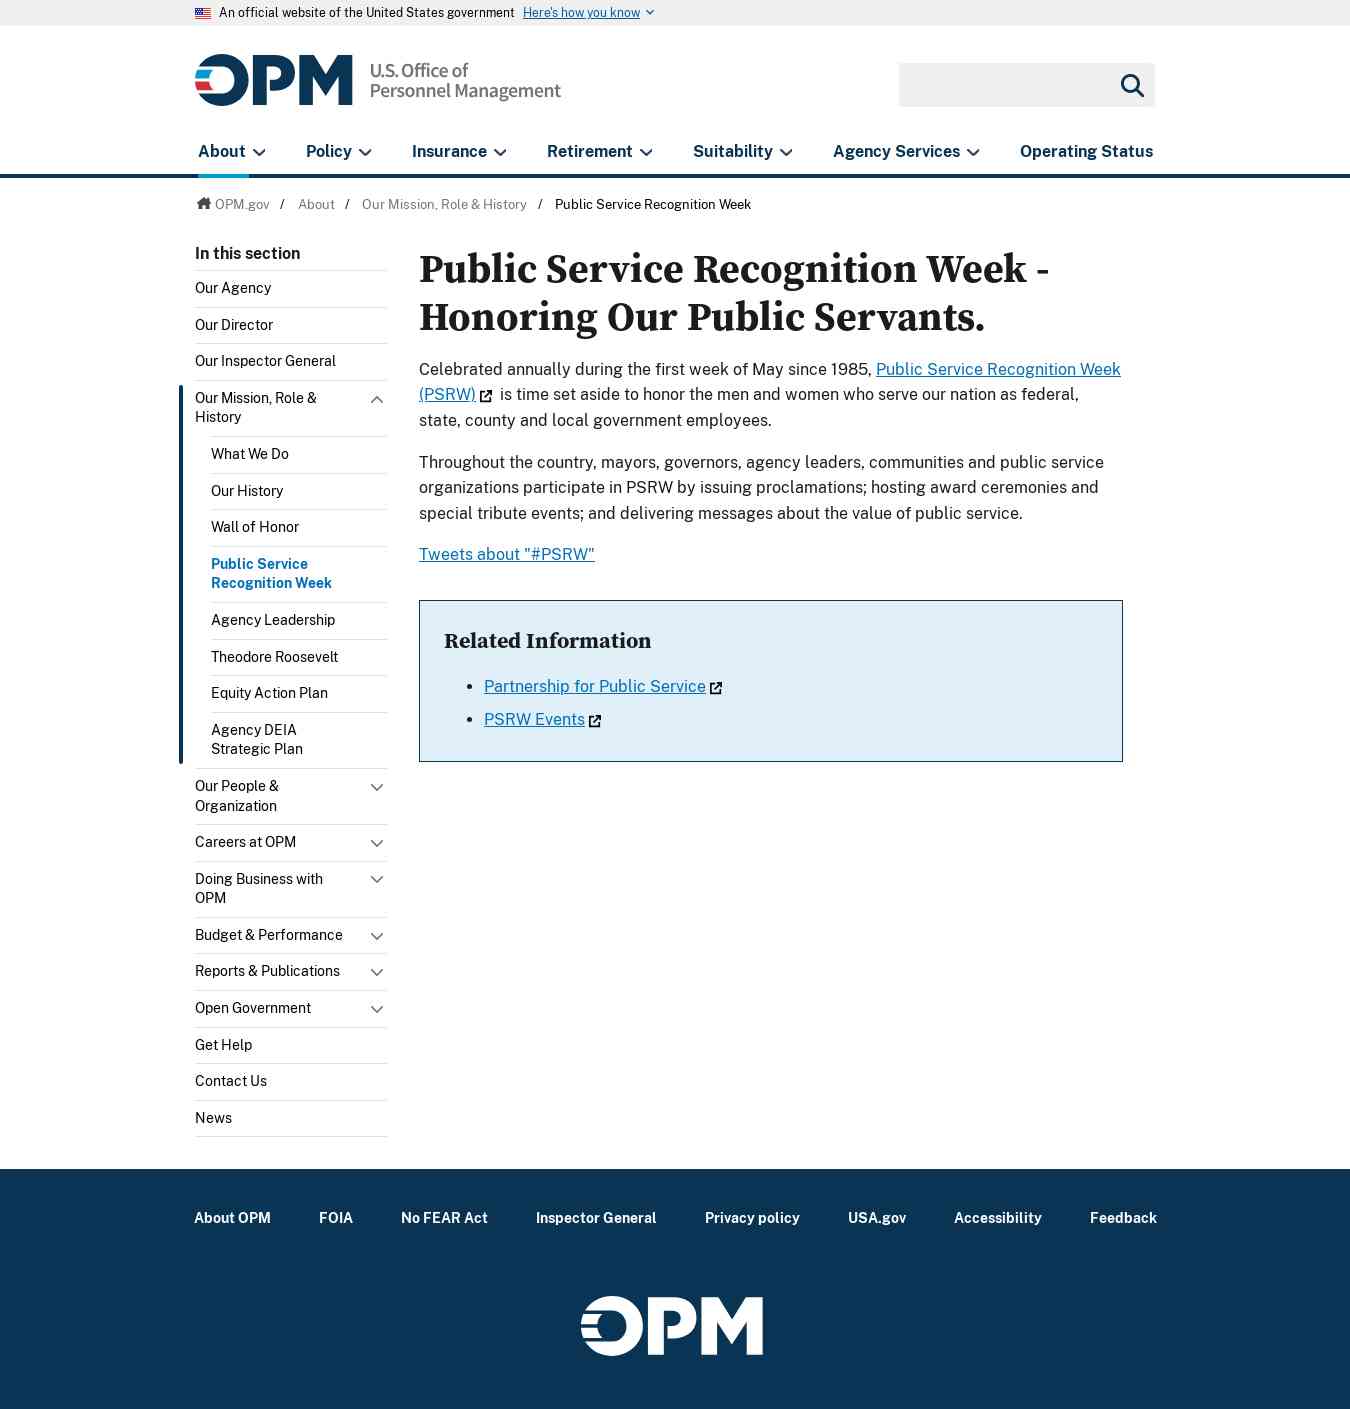 An official website of the United States government Here's how you know
OPM U.S. Office of
Personnel Management
About Policy Insurance Retirement Suitability Agency Services Operating Status
OPM.gov / About / Our Mission, Role & History / Public Service Recognition Week
In this section
Our Agency
Our Director
Our Inspector General
Our Mission, Role &
History
What We Do
Our History
Wall of Honor
Public Service
Recognition Week
Agency Leadership
Theodore Roosevelt
Equity Action Plan
Agency DEIA
Strategic Plan
Our People &
Organization
Careers at OPM
Doing Business with
OPM
Budget & Performance
Reports & Publications
Open Government
Get Help
Contact Us
News
Public Service Recognition Week -
Honoring Our Public Servants.
Celebrated annually during the first week of May since 1985, Public Service Recognition Week
(PSRW) is time set aside to honor the men and women who serve our nation as federal,
state, county and local government employees.
Throughout the country, mayors, governors, agency leaders, communities and public service
organizations participate in PSRW by issuing proclamations; hosting award ceremonies and
special tribute events; and delivering messages about the value of public service.
Tweets about "#PSRW"
Related Information
• Partnership for Public Service
• PSRW Events
About OPM FOIA No FEAR Act Inspector General Privacy policy USA.gov Accessibility Feedback
OPM